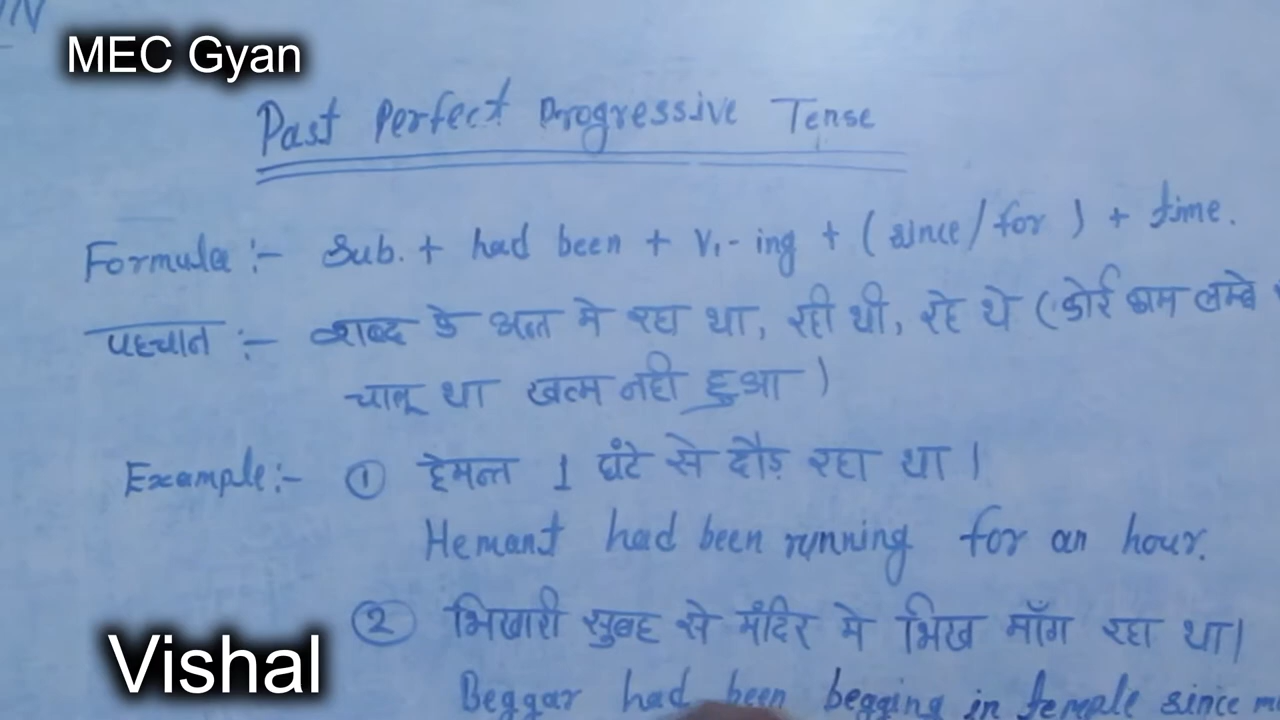 MEC Gyan
Past Perfect Progressive Tense
Formula :- Sub. + had been + V₁ - ing + (since/for) + time.
पहचान :- शब्द के अन्त मे रहा था, रही थी, रहे थे (कोई काम लम्बे
चालू था खत्म नही हुआ)
Example :- ① हेमन्त 1 घंटे से दौड़ रहा था।
Hemant had been running for an hour.
② भिखारी सुबह से मंदिर मे भिख माँग रहा था।
Beggar had been begging in temple since
Vishal